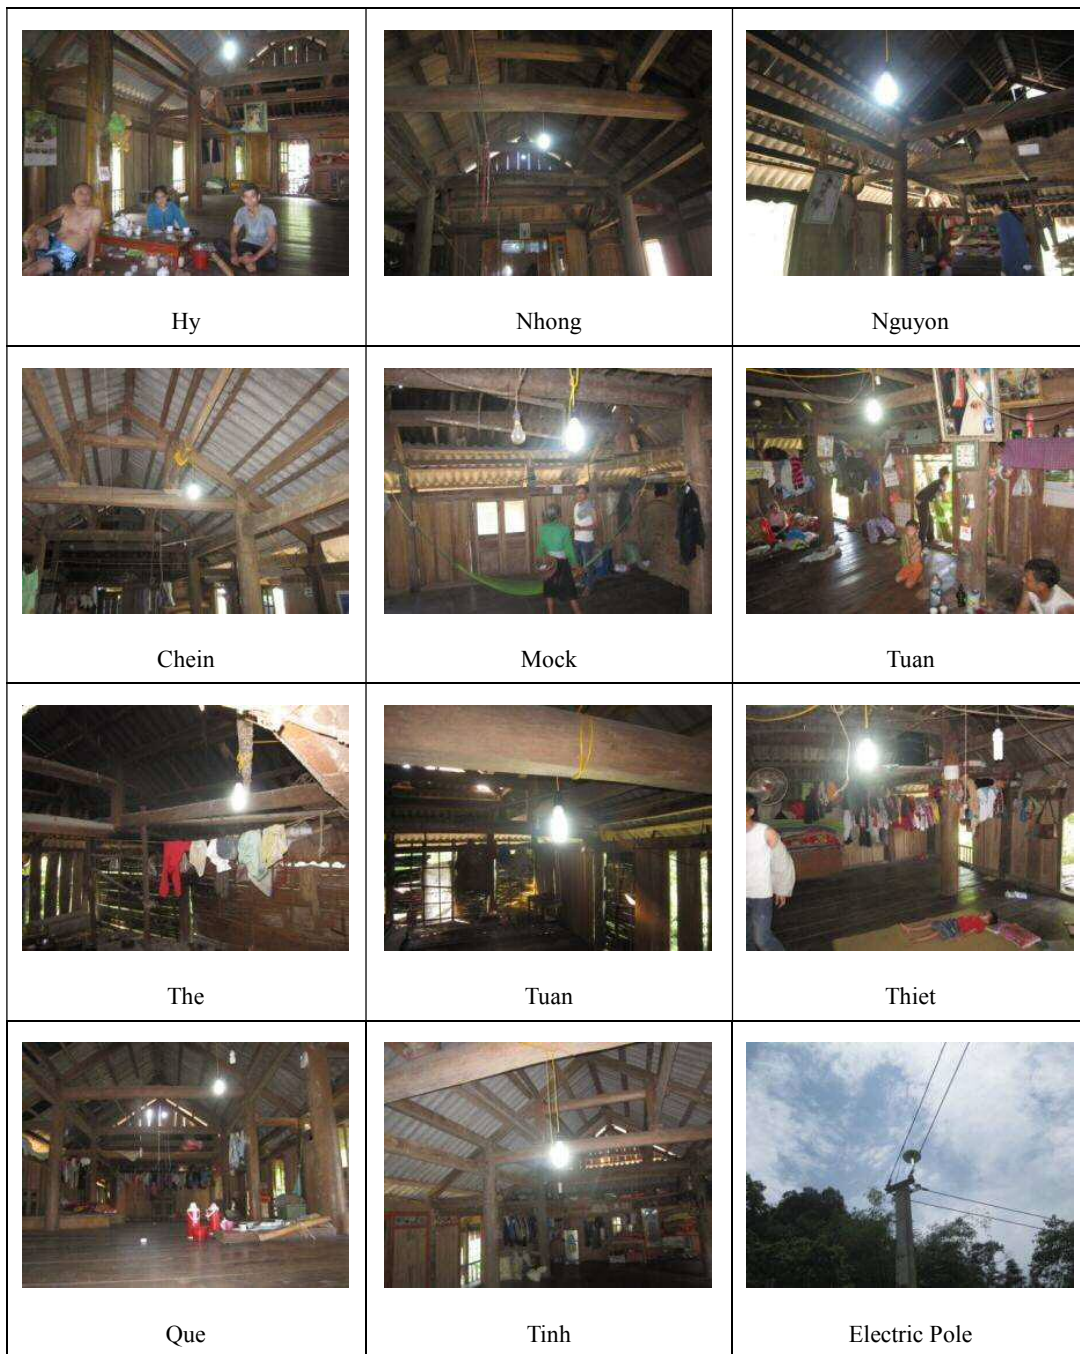 Hy
Nhong
Nguyon
Chein
Mock
Tuan
The
Tuan
Thiet
Que
Tinh
Electric Pole